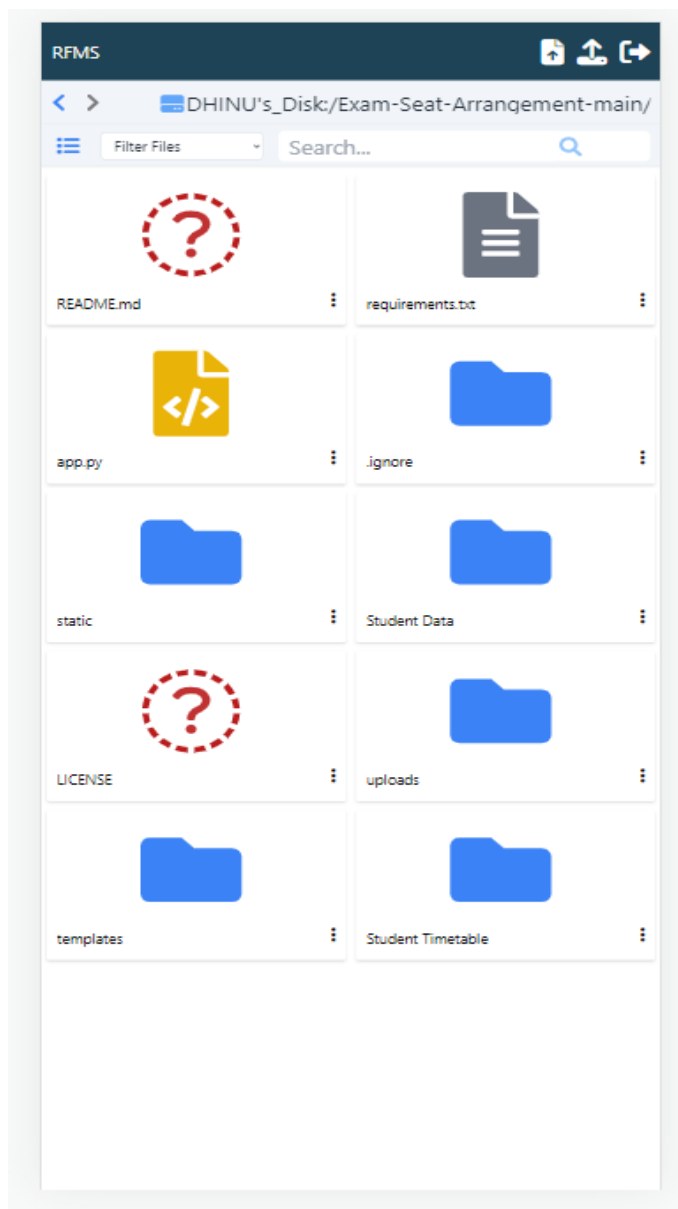 RFMS
DHINU's_Disk:/Exam-Seat-Arrangement-main/
Filter Files
Search...
README.md
requirements.txt
app.py
.ignore
static
Student Data
LICENSE
uploads
templates
Student Timetable